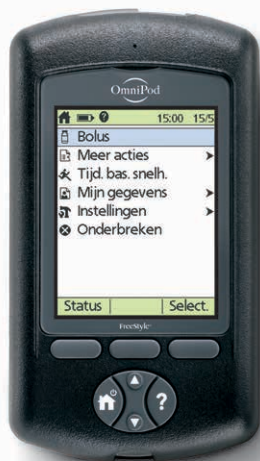 OmniPod
15:00 15/5
Bolus
Meer acties
Tijd. bas. snelh.
Mijn gegevens
Instellingen
Onderbreken
Status Select.
FreeStyle
?